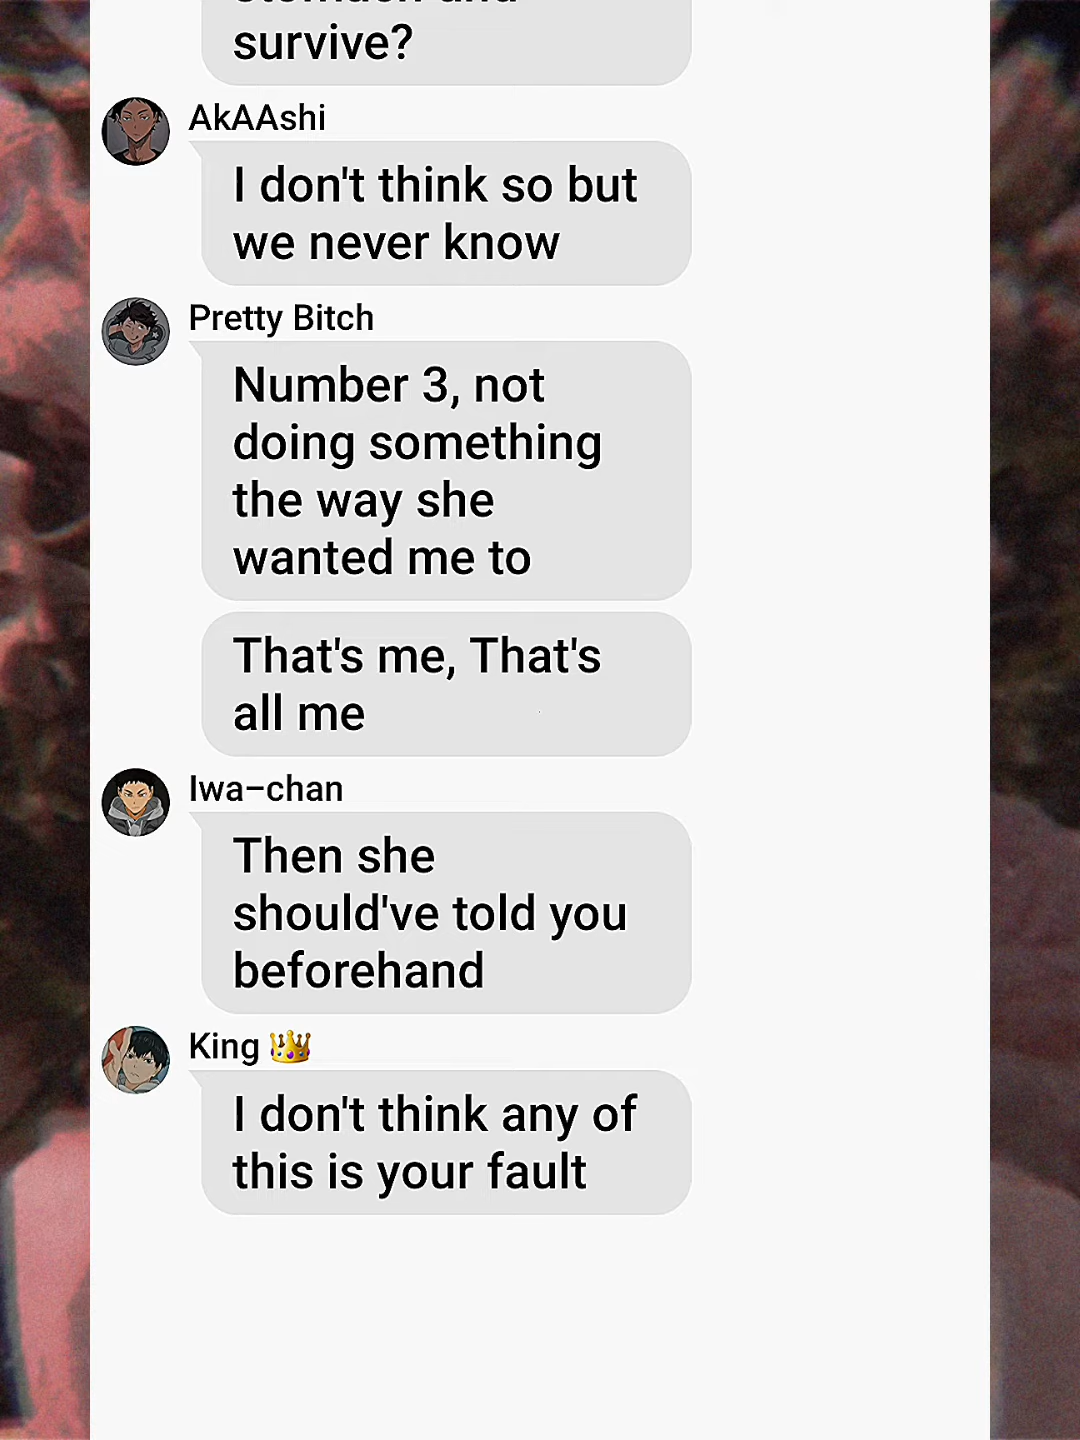 survive?
AkAAshi
I don't think so but
we never know
Pretty Bitch
Number 3, not
doing something
the way she
wanted me to
That's me, That's
all me
Iwa-chan
Then she
should've told you
beforehand
King 👑
I don't think any of
this is your fault